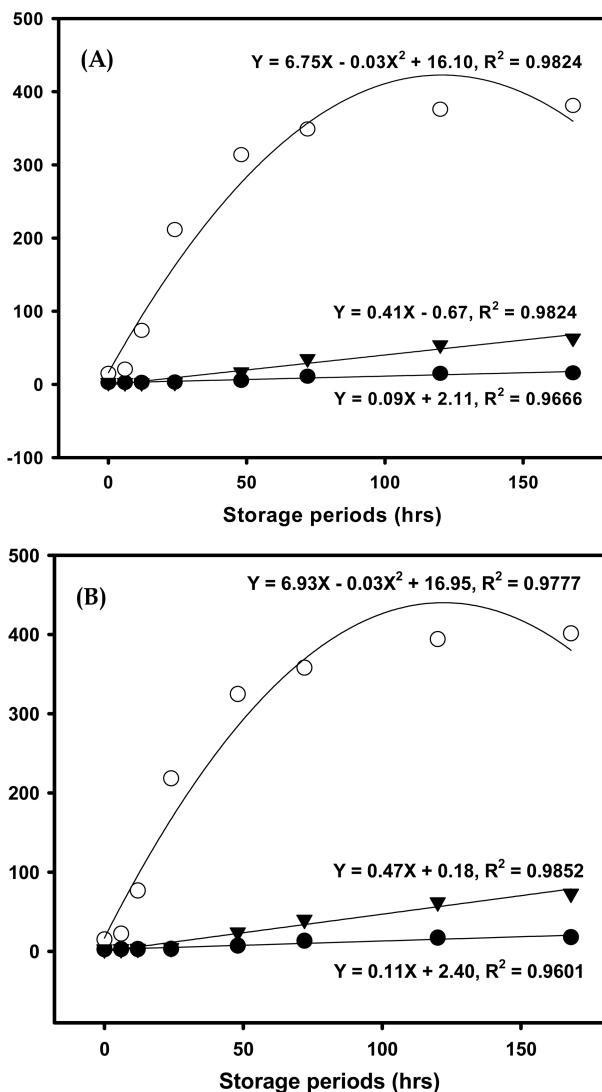 500
(A)
Y = 6.75X - 0.03X² + 16.10, R² = 0.9824
400
300
200
100
Y = 0.41X - 0.67, R² = 0.9824
0
Y = 0.09X + 2.11, R² = 0.9666
-100
0 50 100 150
Storage periods (hrs)
500
Y = 6.93X - 0.03X² + 16.95, R² = 0.9777
(B)
400
300
200
100
Y = 0.47X + 0.18, R² = 0.9852
0
Y = 0.11X + 2.40, R² = 0.9601
0 50 100 150
Storage periods (hrs)